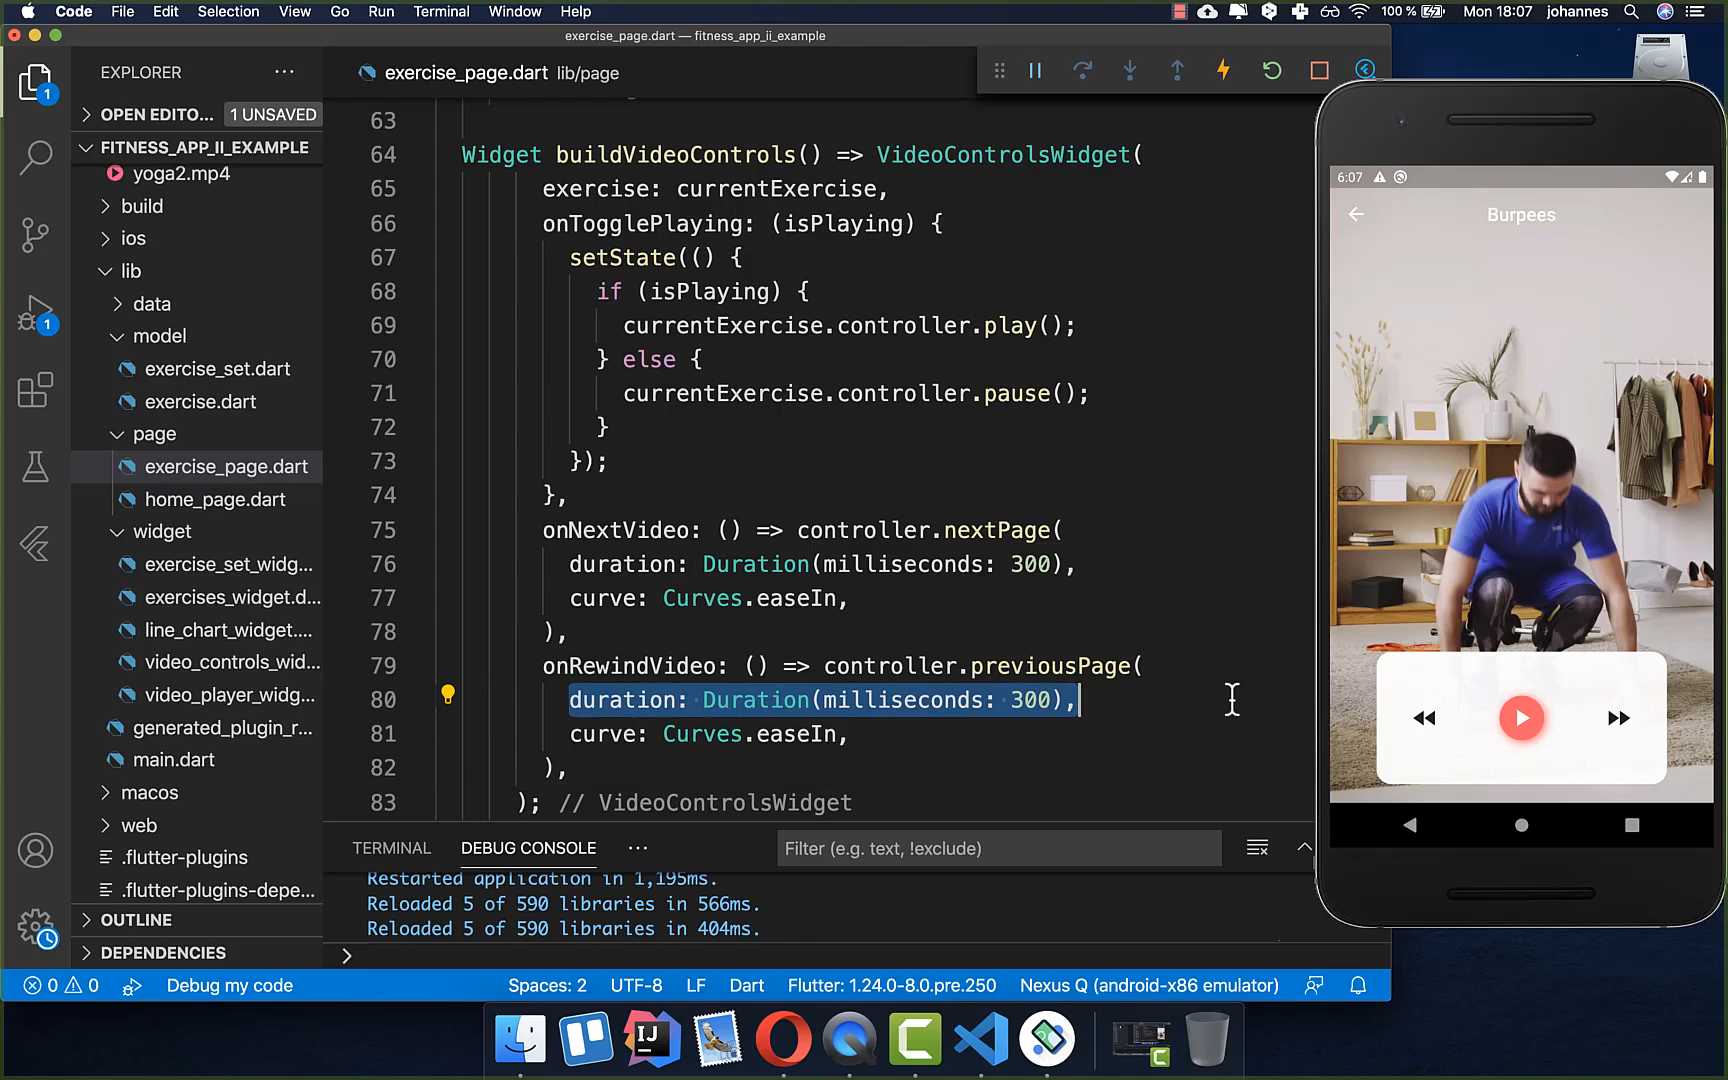 Code File Edit Selection View Go Run Terminal Window Help
100 % Mon 18:07 johannes
exercise_page.dart — fitness_app_ii_example
EXPLORER
exercise_page.dart lib/page
OPEN EDITO... 1 UNSAVED
FITNESS_APP_II_EXAMPLE
yoga2.mp4
build
ios
lib
data
model
exercise_set.dart
exercise.dart
page
exercise_page.dart
home_page.dart
widget
exercise_set_widg...
exercises_widget.d...
line_chart_widget....
video_controls_wid...
video_player_widg...
generated_plugin_r...
main.dart
macos
web
.flutter-plugins
.flutter-plugins-depe...
OUTLINE
DEPENDENCIES
1
1
63
64 Widget buildVideoControls() => VideoControlsWidget(
65 exercise: currentExercise,
66 onTogglePlaying: (isPlaying) {
67 setState(() {
68 if (isPlaying) {
69 currentExercise.controller.play();
70 } else {
71 currentExercise.controller.pause();
72 }
73 });
74 },
75 onNextVideo: () => controller.nextPage(
76 duration: Duration(milliseconds: 300),
77 curve: Curves.easeIn,
78 ),
79 onRewindVideo: () => controller.previousPage(
80 duration: Duration(milliseconds: 300),
81 curve: Curves.easeIn,
82 ),
83 ); // VideoControlsWidget
TERMINAL DEBUG CONSOLE ... Filter (e.g. text, !exclude)
Restarted application in 1,195ms.
Reloaded 5 of 590 libraries in 566ms.
Reloaded 5 of 590 libraries in 404ms.
0 0 Debug my code Spaces: 2 UTF-8 LF Dart Flutter: 1.24.0-8.0.pre.250 Nexus Q (android-x86 emulator)
6:07
Burpees
IJ
C
C